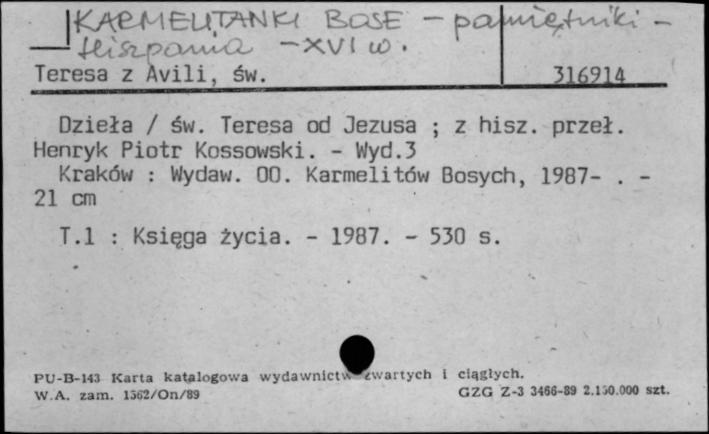 KARMELITANKI BOSE - pamiętniki -
Hiszpania - XVI w.
Teresa z Avili, św. 316914
Dzieła / św. Teresa od Jezusa ; z hisz. przeł.
Henryk Piotr Kossowski. - Wyd.3
Kraków : Wydaw. OO. Karmelitów Bosych, 1987- . -
21 cm
T.1 : Księga życia. - 1987. - 530 s.
PU-B-143 Karta katalogowa wydawnictw zwartych i ciągłych.
W.A. zam. 1562/On/89 GZG Z-3 3466-89 2.150.000 szt.